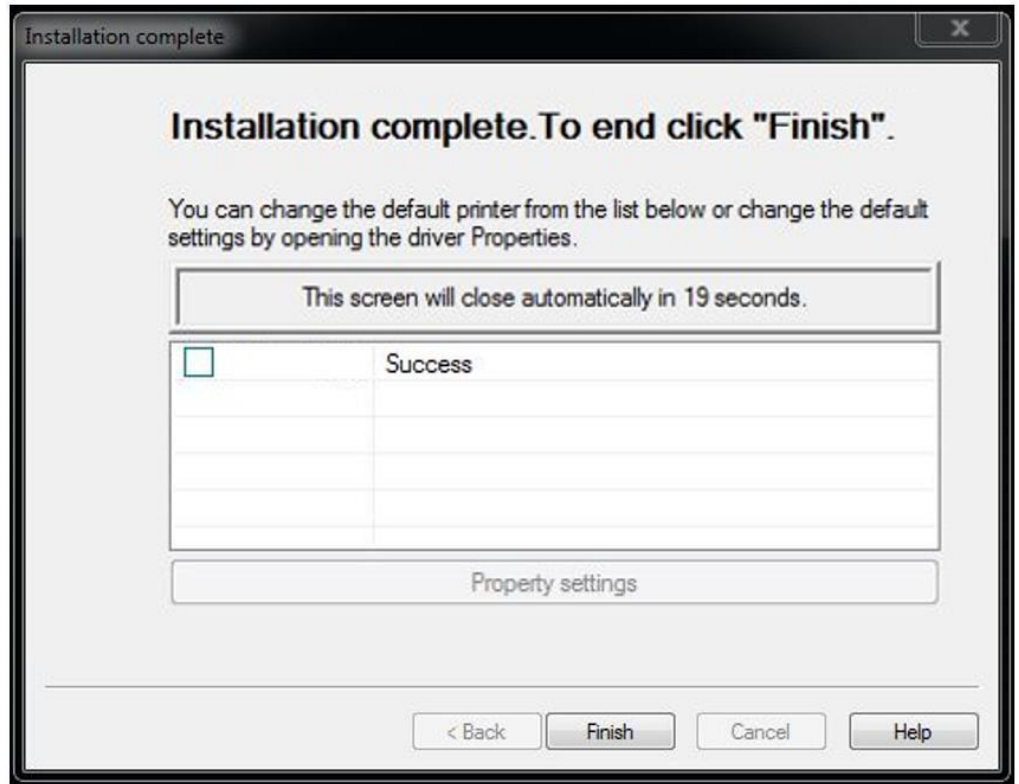 Installation complete
X
Installation complete.To end click "Finish".
You can change the default printer from the list below or change the default
settings by opening the driver Properties.
This screen will close automatically in 19 seconds.
Success
Property settings
< Back Finish Cancel Help